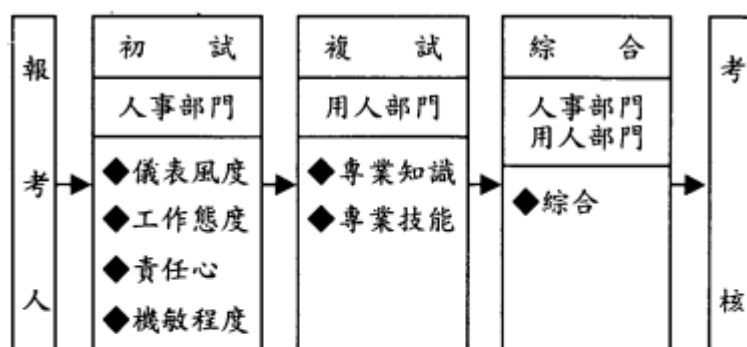 報考人
初試
人事部門
◆儀表風度
◆工作態度
◆責任心
◆機敏程度
複試
用人部門
◆專業知識
◆專業技能
綜合
人事部門
用人部門
◆綜合
考核